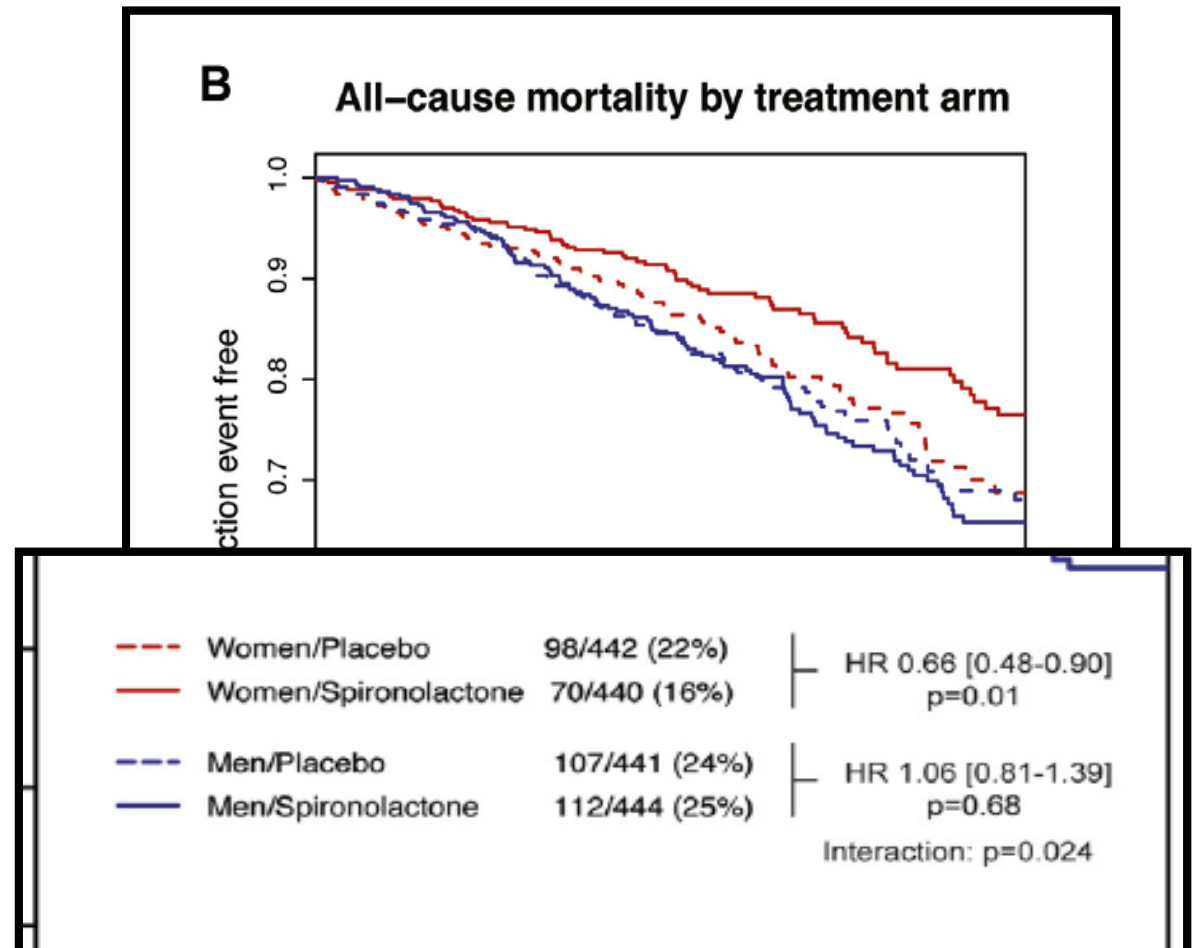 B
All–cause mortality by treatment arm
1.0
0.9
0.8
0.7
ction event free
Women/Placebo 98/442 (22%)
Women/Spironolactone 70/440 (16%)
HR 0.66 [0.48-0.90]
p=0.01
Men/Placebo 107/441 (24%)
Men/Spironolactone 112/444 (25%)
HR 1.06 [0.81-1.39]
p=0.68
Interaction: p=0.024